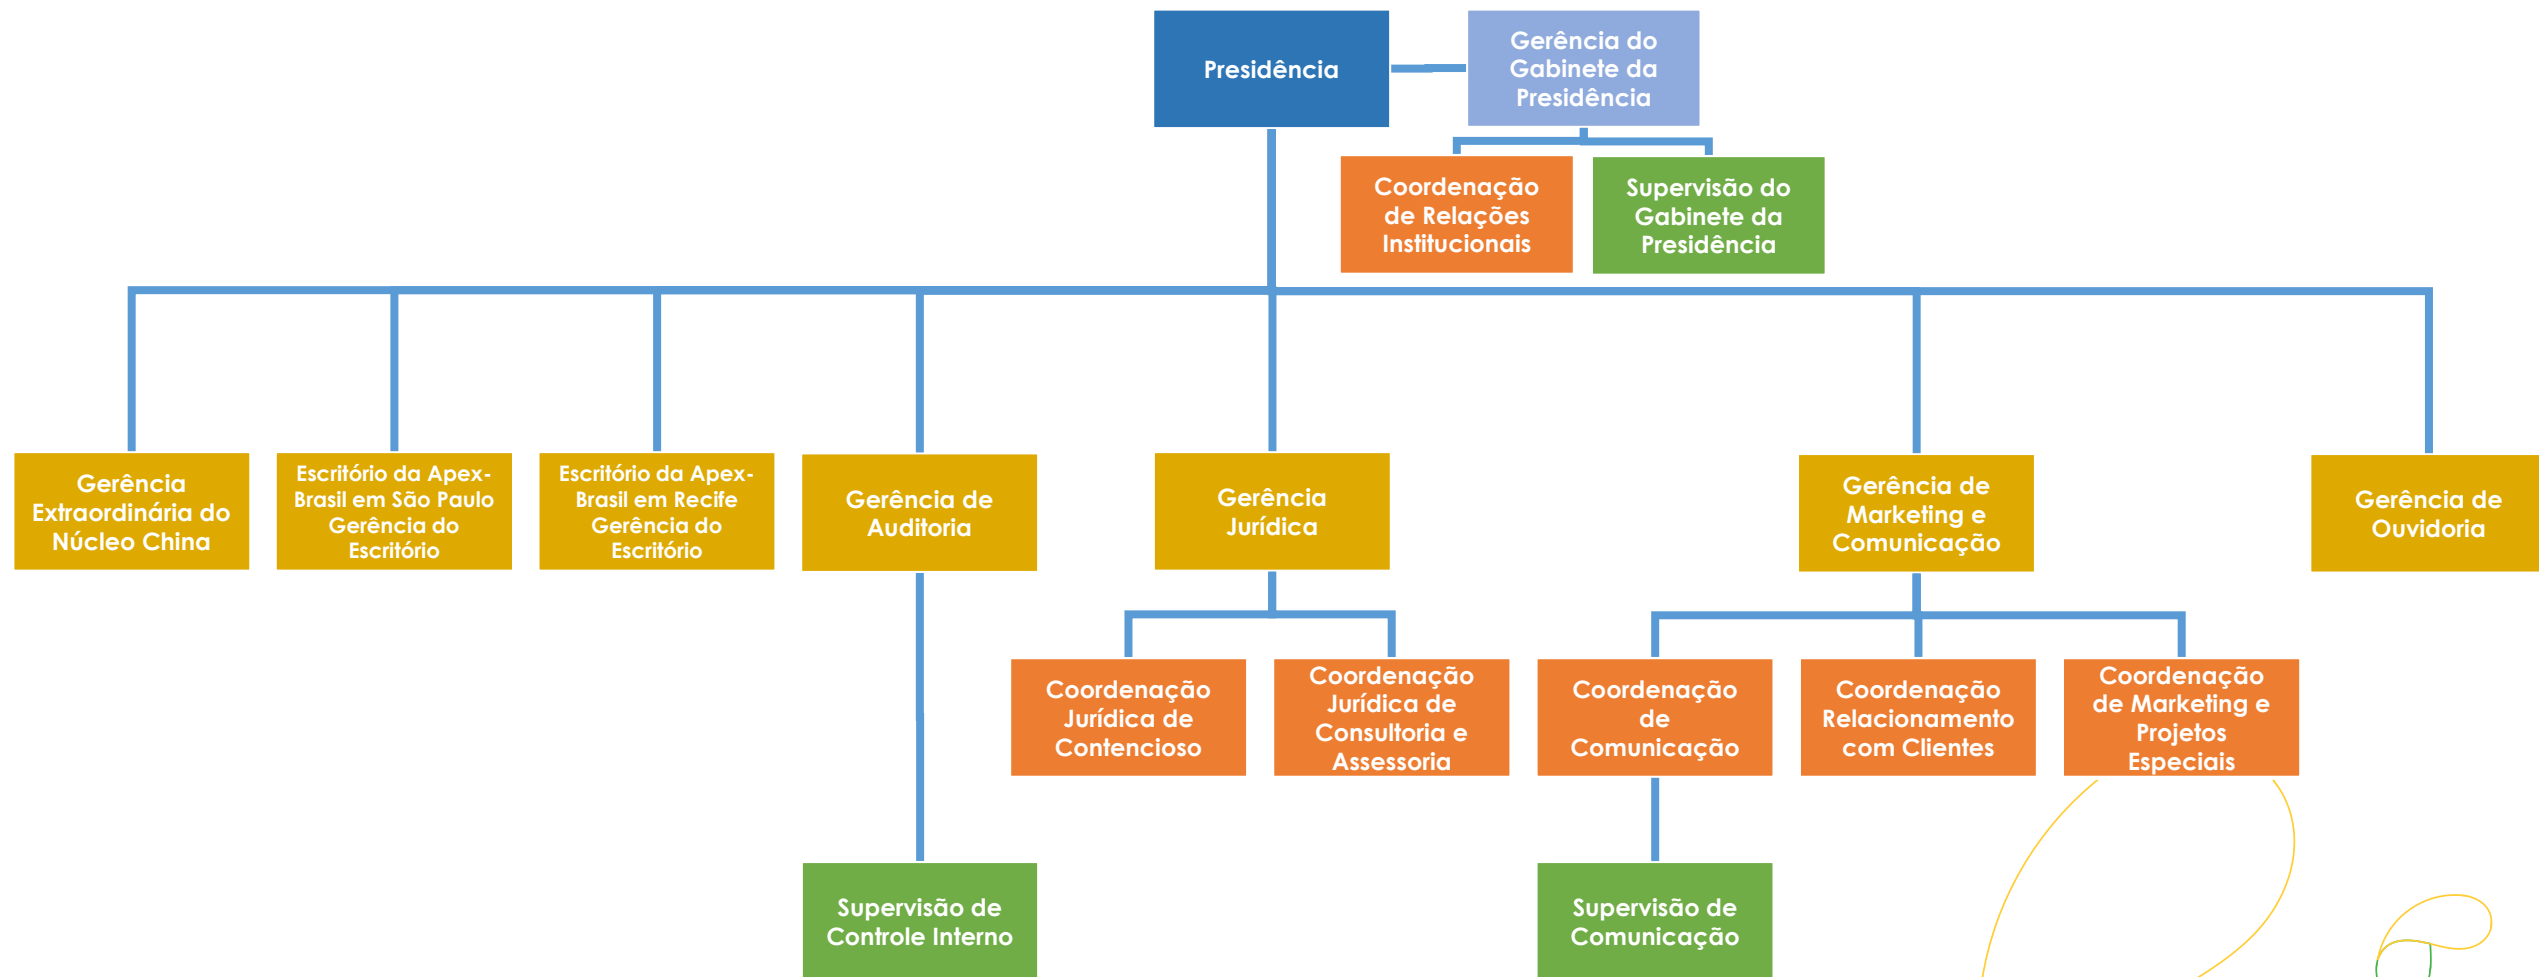 Presidência
Gerência do
Gabinete da
Presidência
Coordenação
de Relações
Institucionais
Supervisão do
Gabinete da
Presidência
Gerência
Extraordinária do
Núcleo China
Escritório da Apex-
Brasil em São Paulo
Gerência do
Escritório
Escritório da Apex-
Brasil em Recife
Gerência do
Escritório
Gerência de
Auditoria
Gerência
Jurídica
Gerência de
Marketing e
Comunicação
Gerência de
Ouvidoria
Coordenação
Jurídica de
Contencioso
Coordenação
Jurídica de
Consultoria e
Assessoria
Coordenação
de
Comunicação
Coordenação
Relacionamento
com Clientes
Coordenação
de Marketing e
Projetos
Especiais
Supervisão de
Controle Interno
Supervisão de
Comunicação